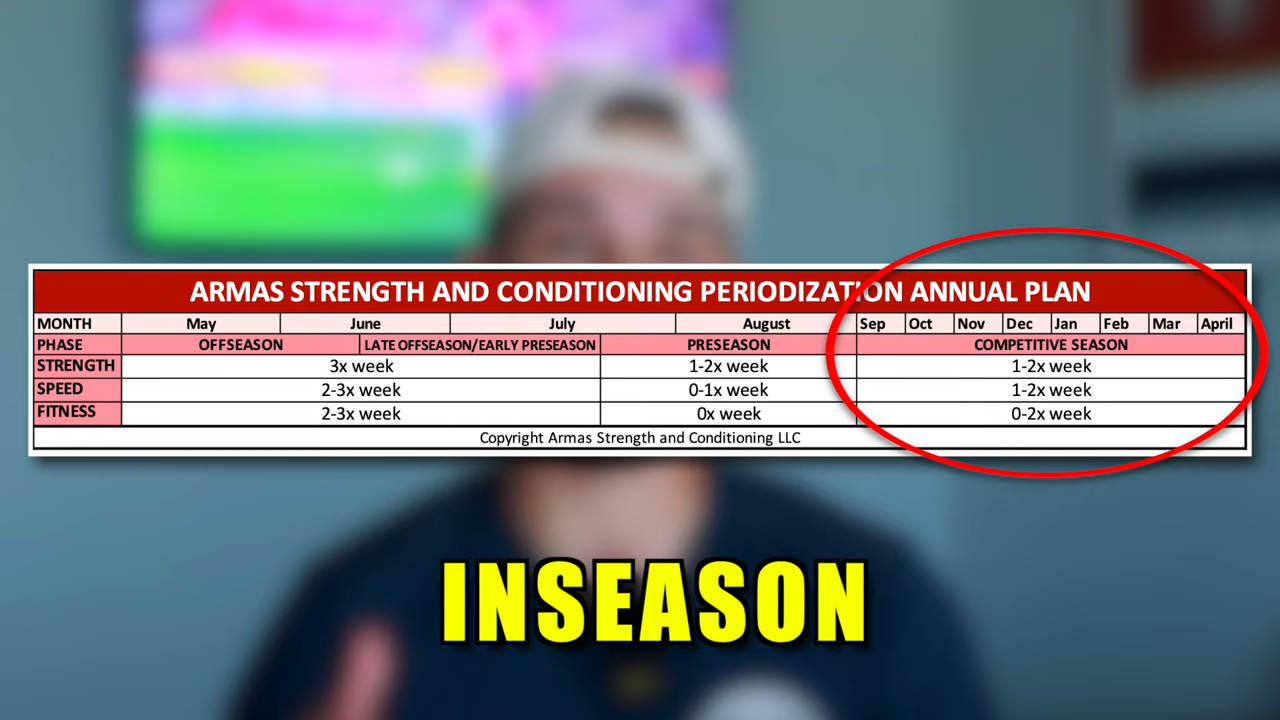 ARMAS STRENGTH AND CONDITIONING PERIODIZATION ANNUAL PLAN
MONTH May June July August Sep Oct Nov Dec Jan Feb Mar April
PHASE OFFSEASON LATE OFFSEASON/EARLY PRESEASON PRESEASON COMPETITIVE SEASON
STRENGTH 3x week 1-2x week 1-2x week
SPEED 2-3x week 0-1x week 1-2x week
FITNESS 2-3x week 0x week 0-2x week
Copyright Armas Strength and Conditioning LLC
INSEASON